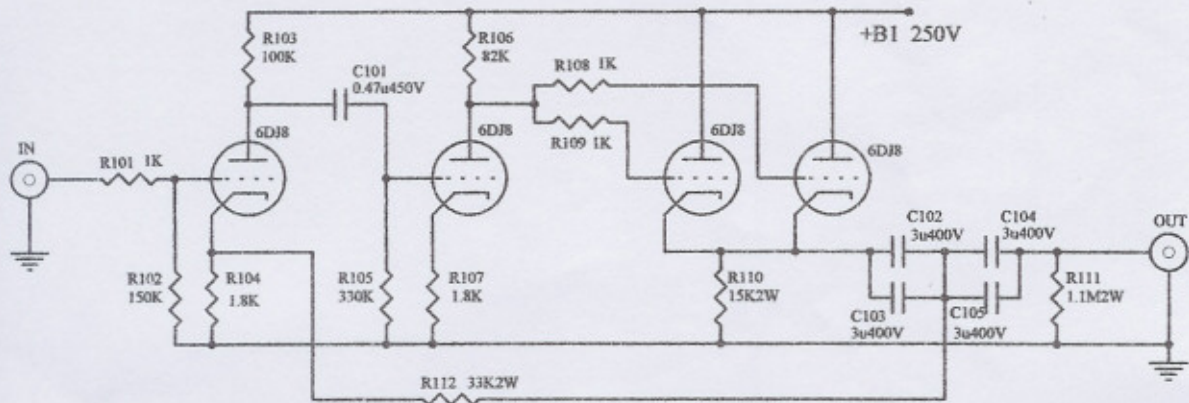 R103
100K
R106
82K
+B1 250V
C101
0.47u450V
R108 1K
6DJ8
6DJ8
R109 1K
6DJ8
6DJ8
IN
R101 1K
C102
3u400V
C104
3u400V
OUT
R102
150K
R104
1.8K
R105
330K
R107
1.8K
R110
15K2W
R111
1.1M2W
C103
3u400V
C105
3u400V
R112 33K2W